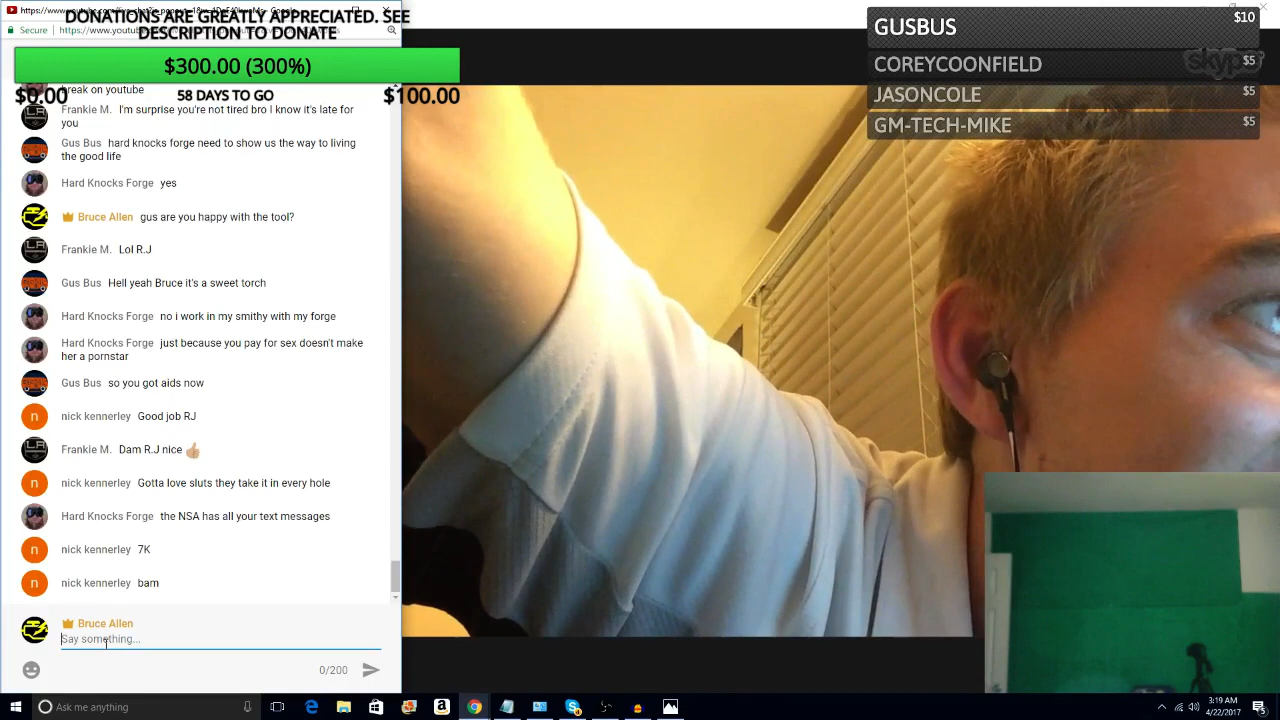 DONATIONS ARE GREATLY APPRECIATED. SEE
DESCRIPTION TO DONATE
Secure
$300.00 (300%)
$0.00
58 DAYS TO GO
$100.00
break on youtube
Frankie M. I'm surprise you're not tired bro I know it's late for
you
Gus Bus hard knocks forge need to show us the way to living
the good life
Hard Knocks Forge yes
Bruce Allen gus are you happy with the tool?
Frankie M. Lol R.J
Gus Bus Hell yeah Bruce it's a sweet torch
Hard Knocks Forge no i work in my smithy with my forge
Hard Knocks Forge just because you pay for sex doesn't make
her a pornstar
Gus Bus so you got aids now
nick kennerley Good job RJ
Frankie M. Dam R.J nice 👍
nick kennerley Gotta love sluts they take it in every hole
Hard Knocks Forge the NSA has all your text messages
nick kennerley 7K
nick kennerley bam
Bruce Allen
Say something...
0/200
GUSBUS $10
COREYCOONFIELD $5
JASONCOLE $5
GM-TECH-MIKE $5
skype
Ask me anything
3:19 AM
4/22/2017